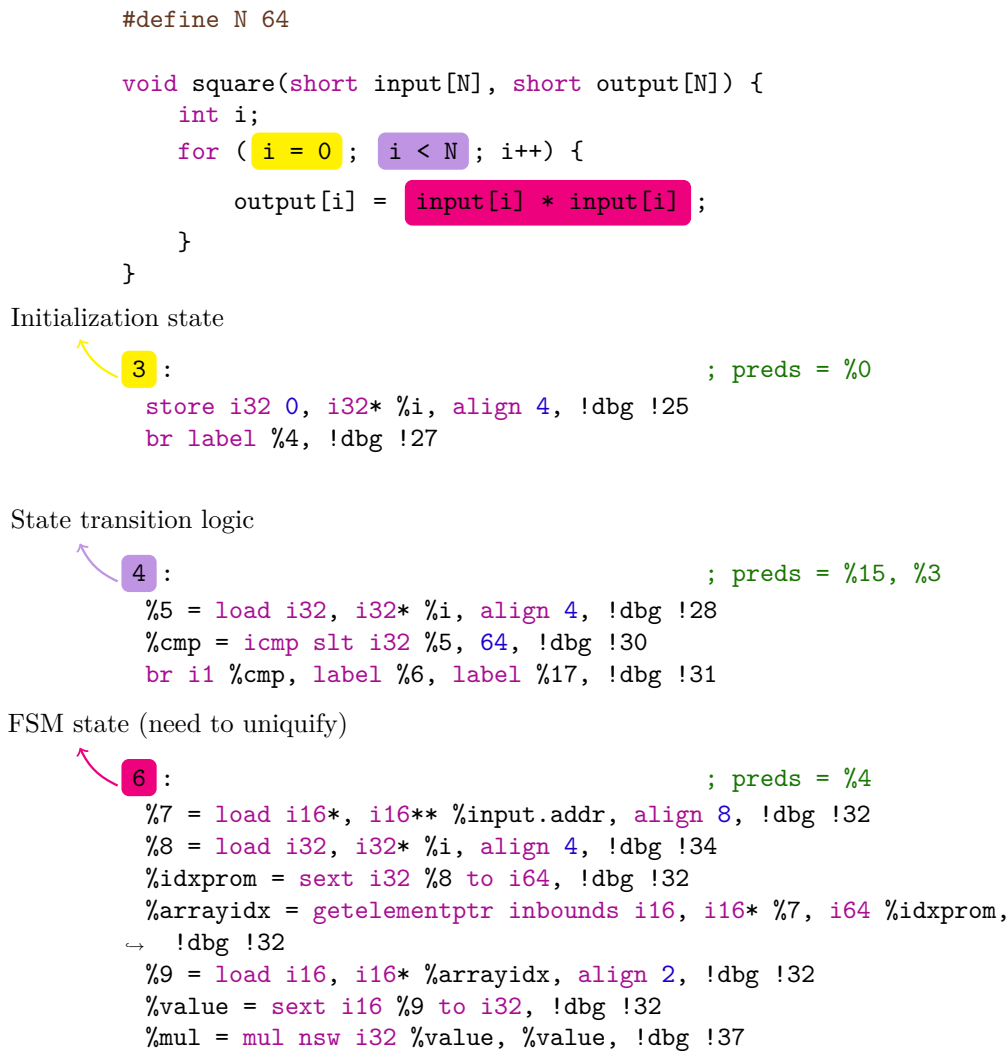 #define N 64
void square(short input[N], short output[N]) {
    int i;
    for ( i = 0 ; i < N ; i++) {
        output[i] = input[i] * input[i] ;
    }
}
Initialization state
3 : ; preds = %0
store i32 0, i32* %i, align 4, !dbg !25
br label %4, !dbg !27
State transition logic
4 : ; preds = %15, %3
%5 = load i32, i32* %i, align 4, !dbg !28
%cmp = icmp slt i32 %5, 64, !dbg !30
br i1 %cmp, label %6, label %17, !dbg !31
FSM state (need to uniquify)
6 : ; preds = %4
%7 = load i16*, i16** %input.addr, align 8, !dbg !32
%8 = load i32, i32* %i, align 4, !dbg !34
%idxprom = sext i32 %8 to i64, !dbg !32
%arrayidx = getelementptr inbounds i16, i16* %7, i64 %idxprom,
↪ !dbg !32
%9 = load i16, i16* %arrayidx, align 2, !dbg !32
%value = sext i16 %9 to i32, !dbg !32
%mul = mul nsw i32 %value, %value, !dbg !37